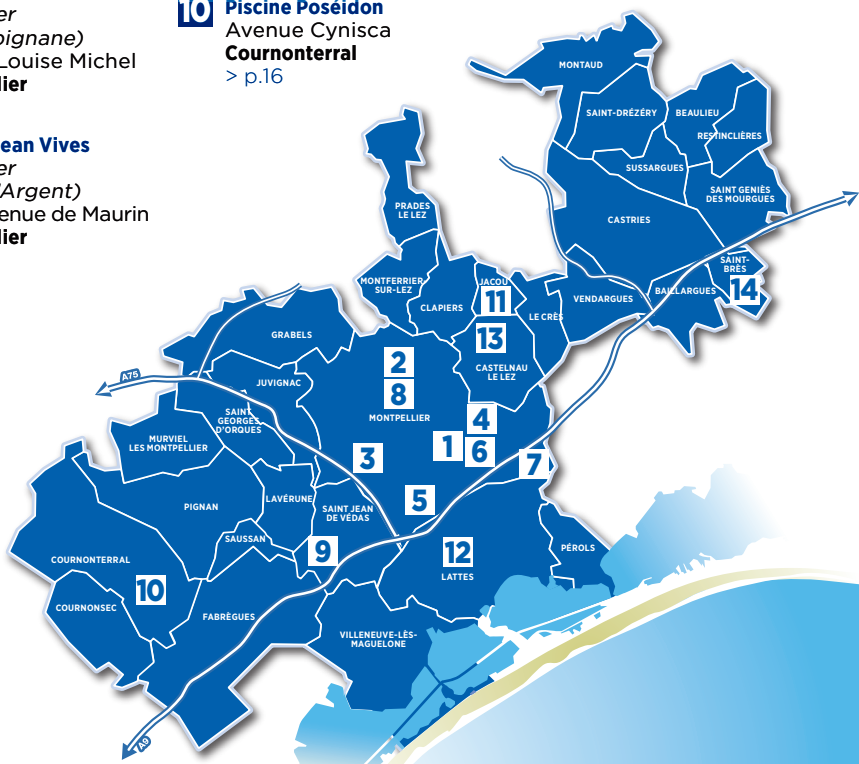 er
pignane)
Louise Michel
lier
ean Vives
er
l'Argent)
enue de Maurin
lier
10 Piscine Poséidon
Avenue Cynisca
Cournonterral
> p.16
MONTAUD
SAINT-DRÉZÉRY
BEAULIEU
RESTINCLIÈRES
SUSSARGUES
SAINT GENIÈS
DES MOURGUES
CASTRIES
PRADES
LE LEZ
SAINT-
BRÈS
14
MONTFERRIER
SUR-LEZ
CLAPIERS
JACOU
11
VENDARGUES
BAILLARGUES
LE CRÈS
GRABELS
13
CASTELNAU
LE LEZ
2
8
MONTPELLIER
A75
JUVIGNAC
SAINT
GEORGES
D'ORQUES
MURVIEL
LES MONTPELLIER
4
1
6
3
7
5
PIGNAN
LAVÉRUNE
SAINT JEAN
DE VÉDAS
SAUSSAN
9
12
LATTES
PÉROLS
COURNONTERRAL
10
COURNONSEC
FABRÈGUES
VILLENEUVE-LÈS-
MAGUELONE
A9